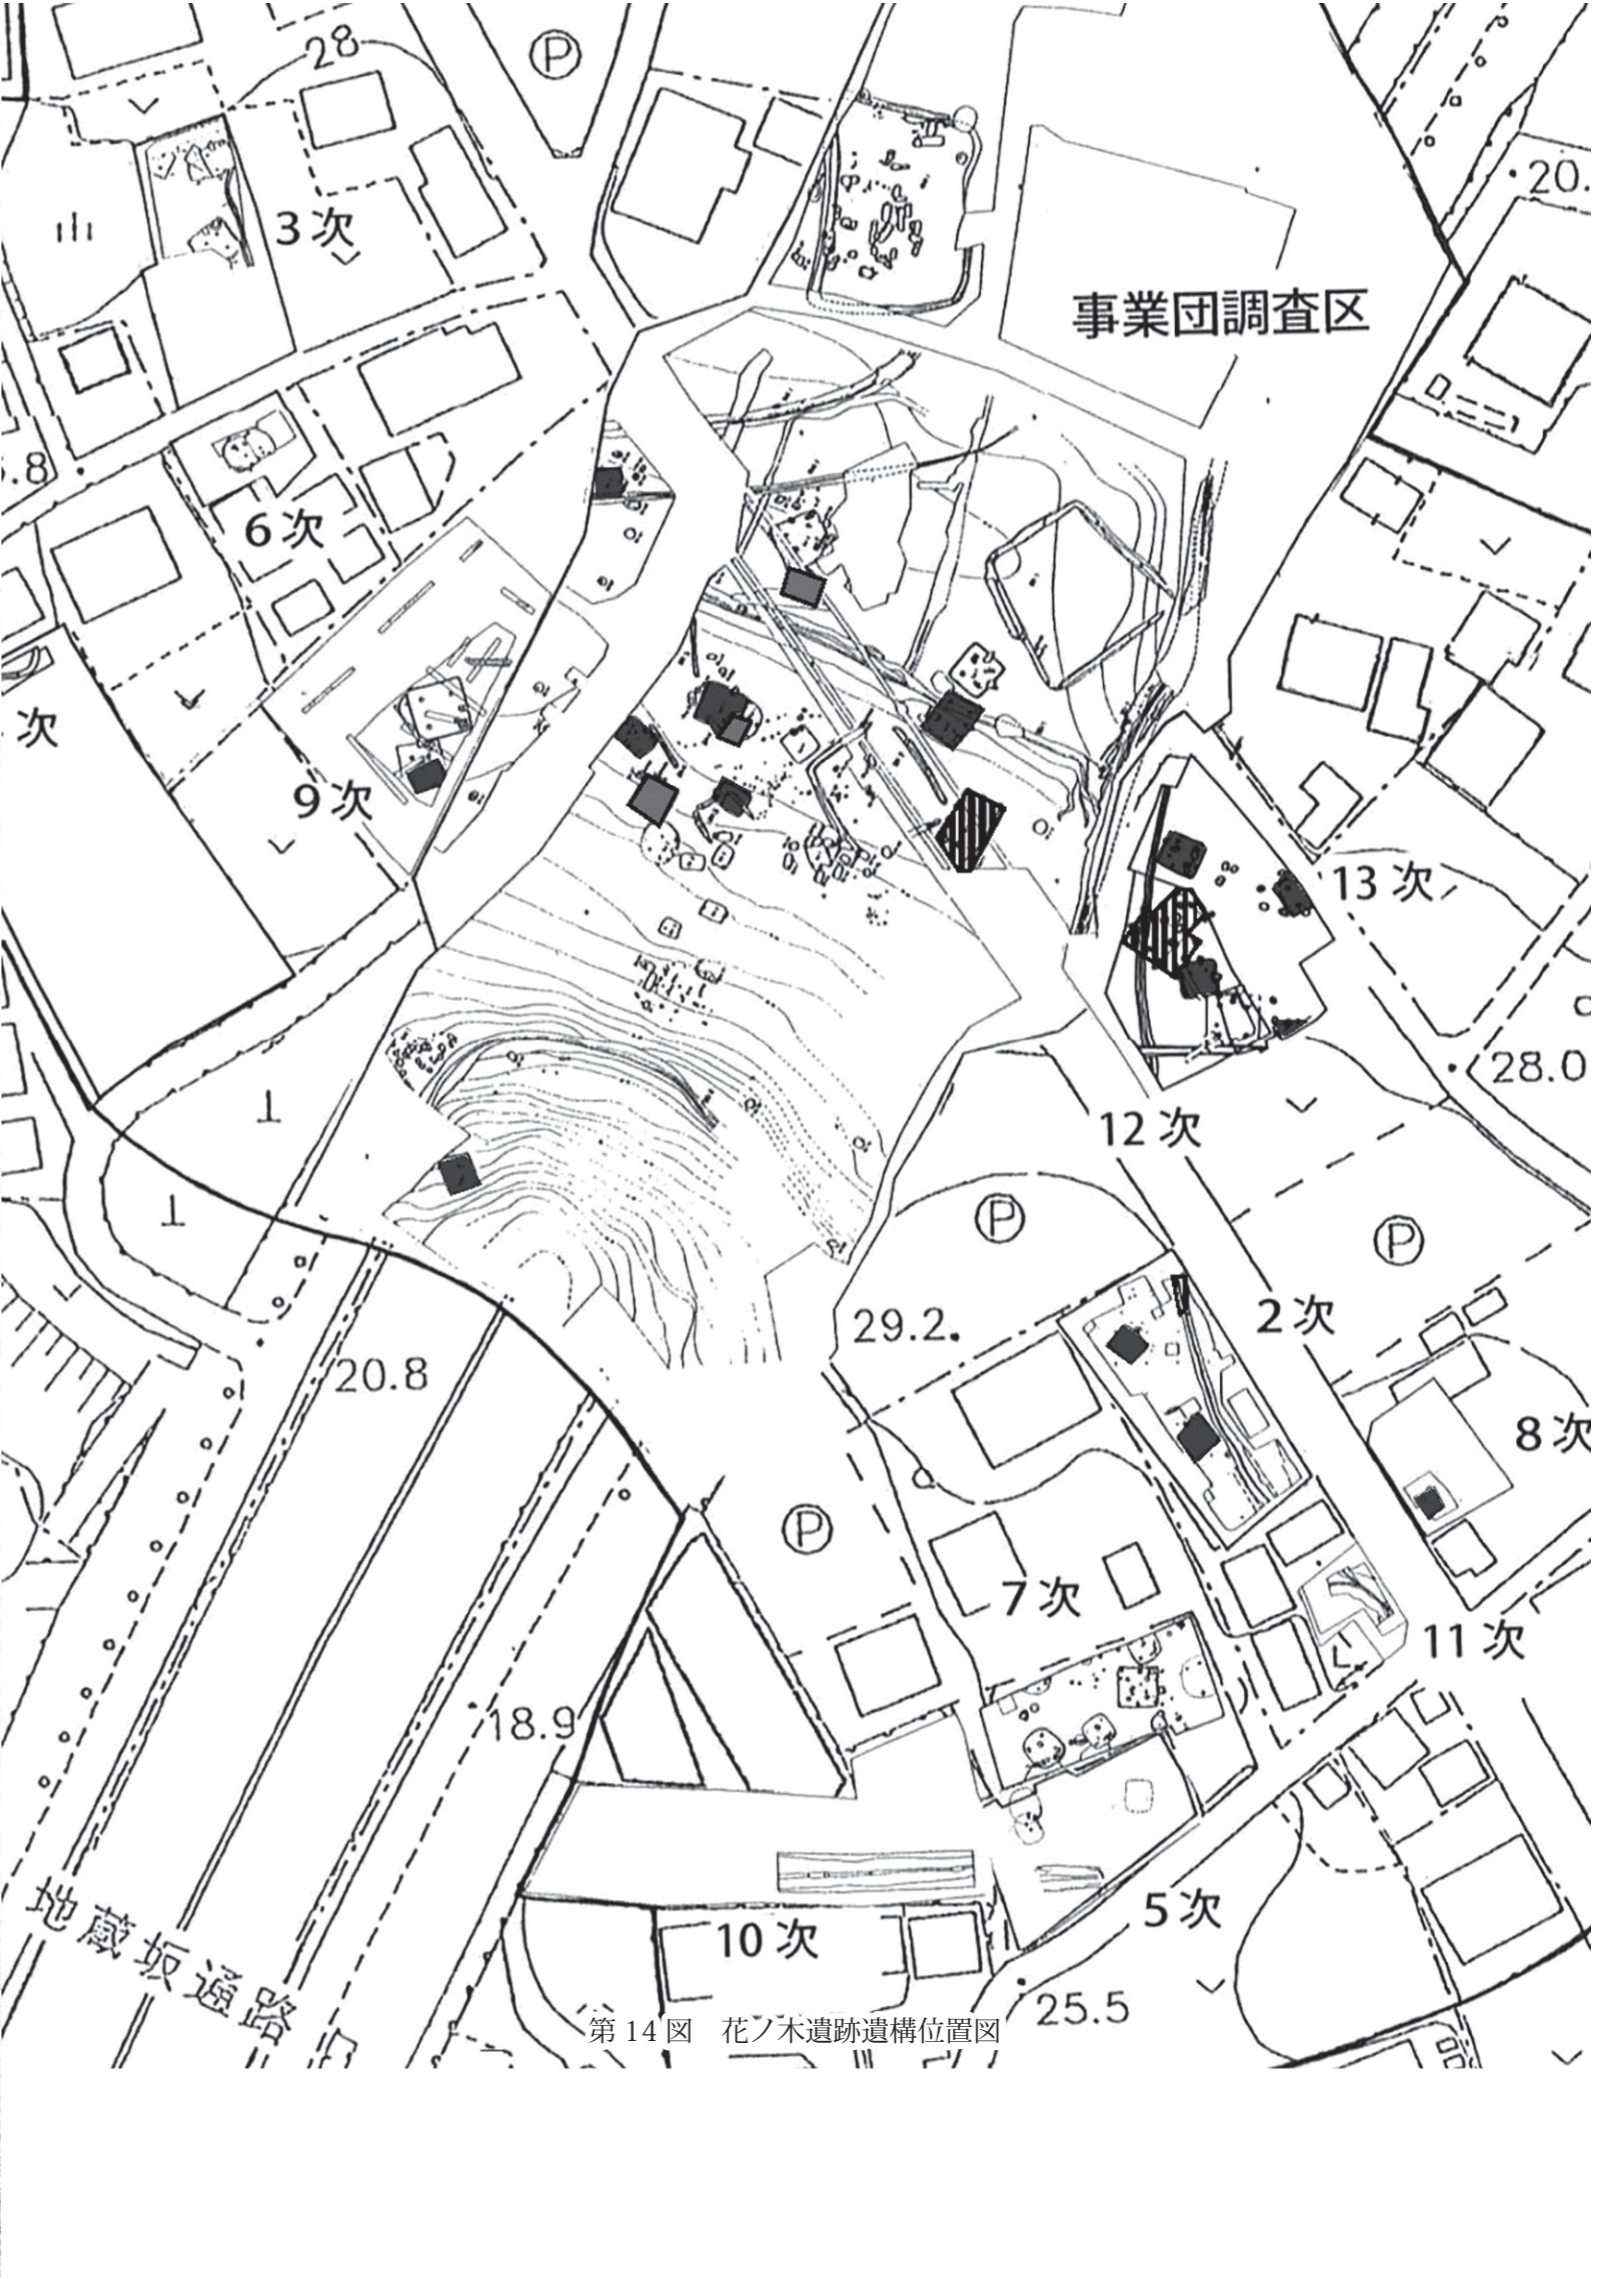 28
P
20.
3次
事業団調査区
.8
6次
次
9次
13次
28.0
12次
P
P
29.2
2次
20.8
8次
P
7次
11次
18.9
5次
10次
地蔵坂通路
25.5
第14図 花ノ木遺跡遺構位置図